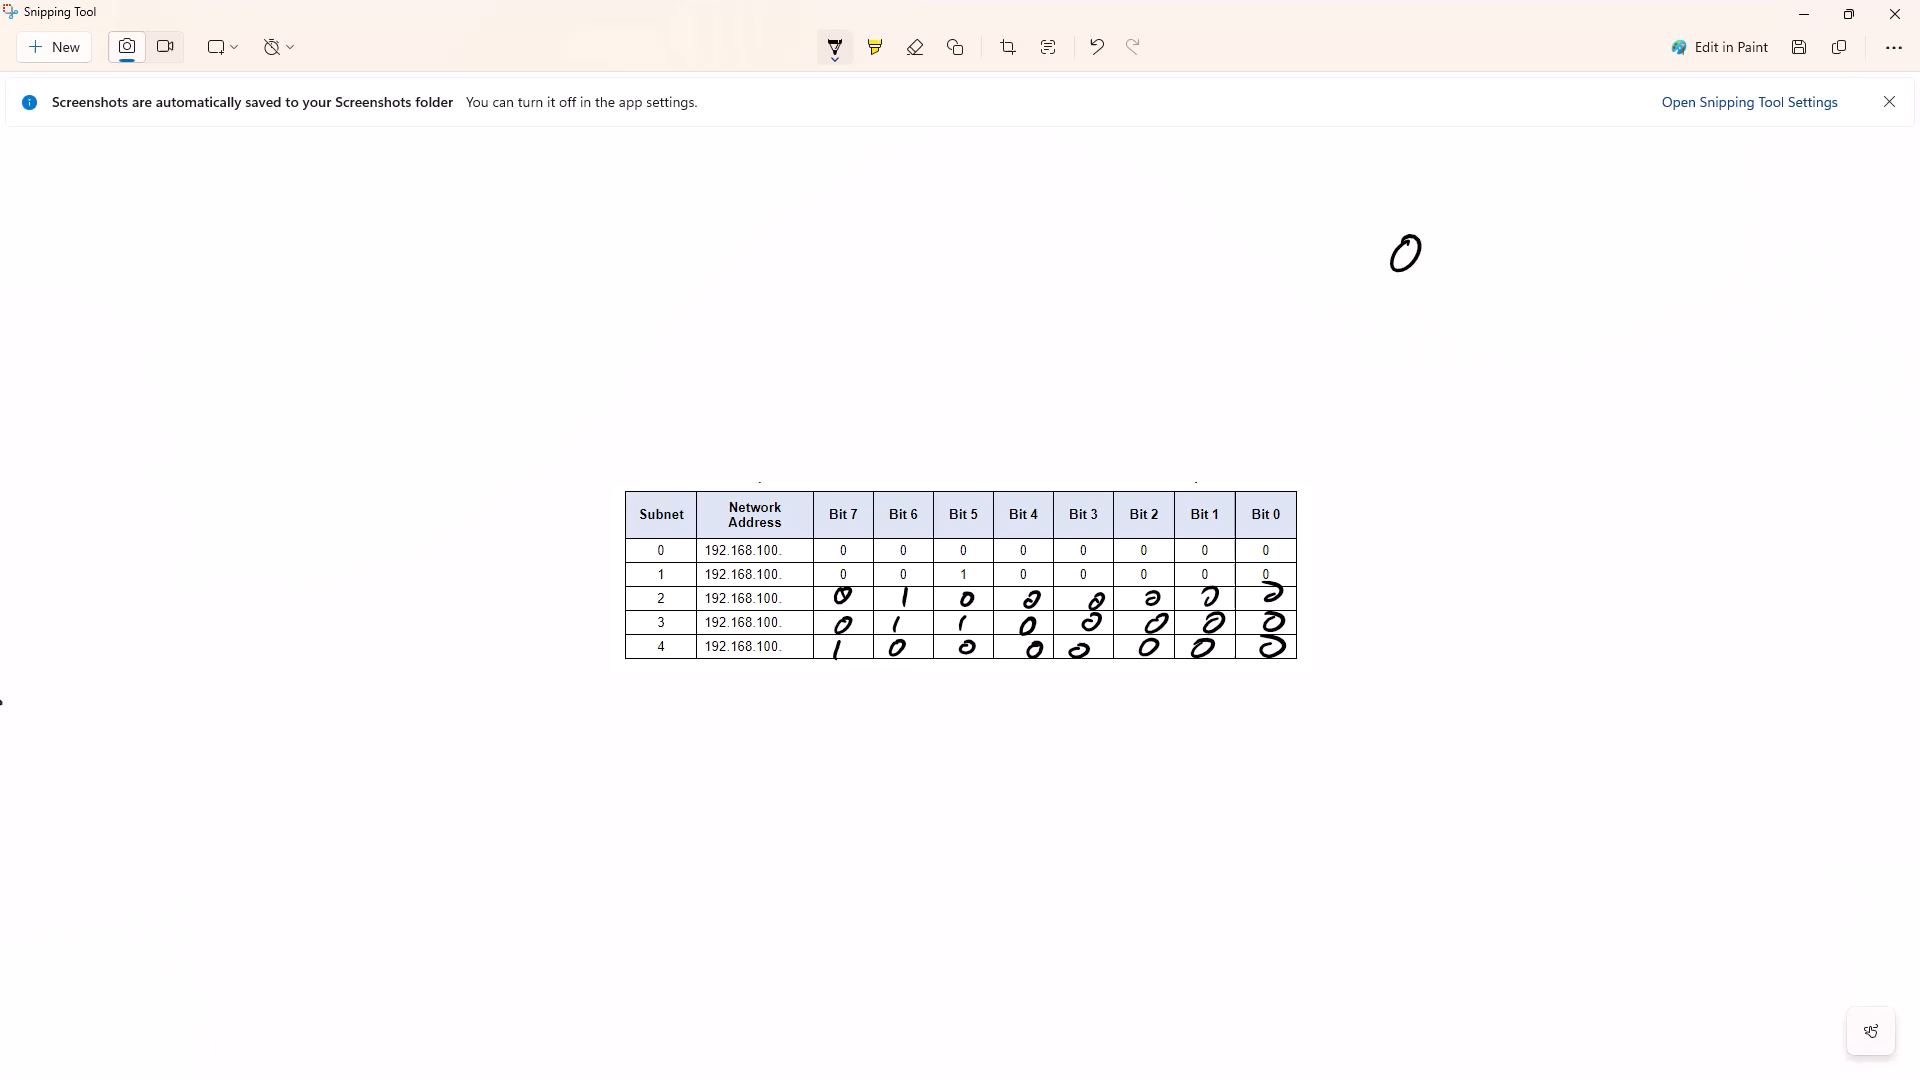 Snipping Tool
New
Edit in Paint
Screenshots are automatically saved to your Screenshots folder You can turn it off in the app settings.
Open Snipping Tool Settings
0
Subnet Network Address Bit 7 Bit 6 Bit 5 Bit 4 Bit 3 Bit 2 Bit 1 Bit 0
0 192.168.100. 0 0 0 0 0 0 0 0
1 192.168.100. 0 0 1 0 0 0 0 0
2 192.168.100. 0 1 0 0 0 0 0 0
3 192.168.100. 0 1 1 0 0 0 0 0
4 192.168.100. 1 0 0 0 0 0 0 0